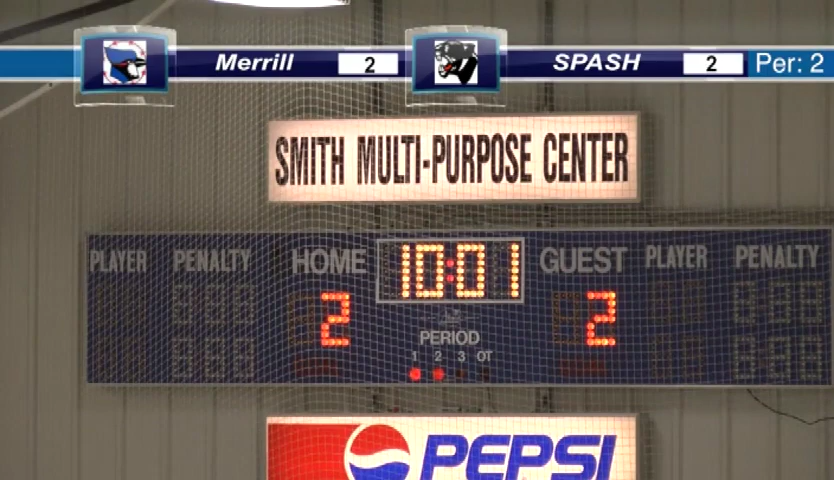 Merrill 2 SPASH 2 Per: 2
SMITH MULTI-PURPOSE CENTER
PLAYER PENALTY HOME 10:01 GUEST PLAYER PENALTY
2 2
PERIOD
1 2 3 OT
PEPSI